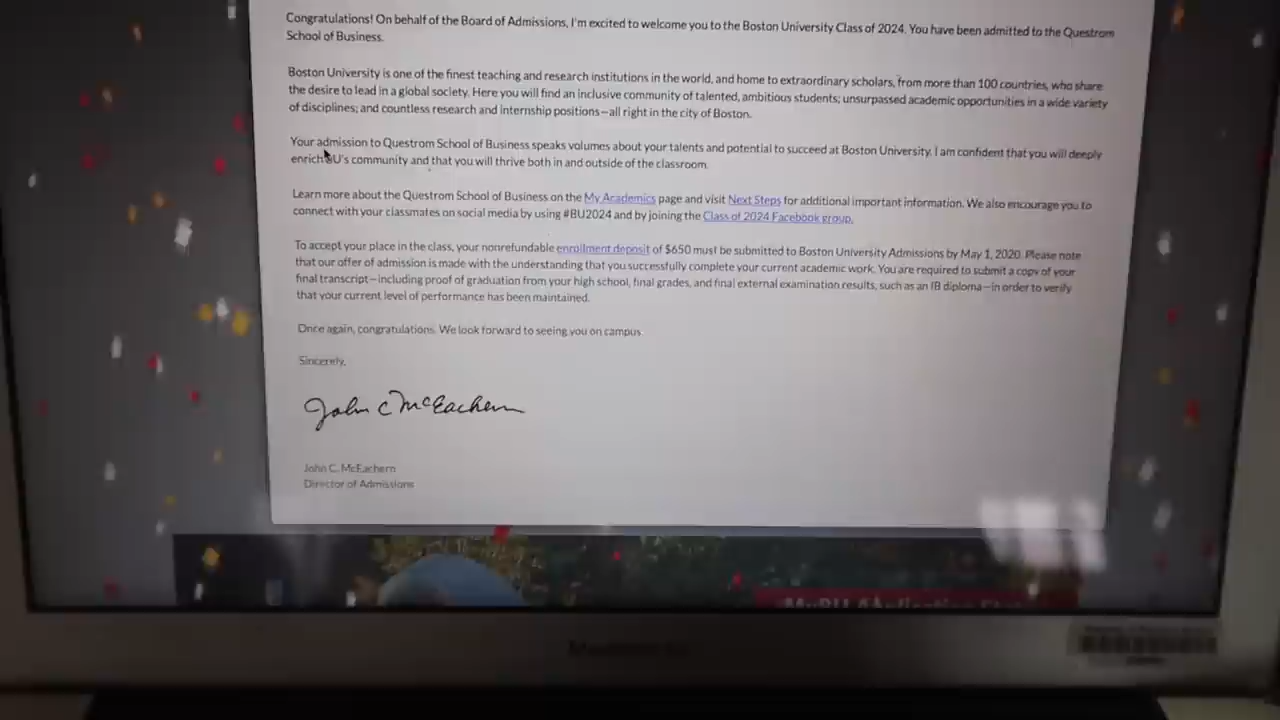 Congratulations! On behalf of the Board of Admissions, I'm excited to welcome you to the Boston University Class of 2024. You have been admitted to the Questrom
School of Business.
Boston University is one of the finest teaching and research institutions in the world, and home to extraordinary scholars, from more than 100 countries, who share
the desire to lead in a global society. Here you will find an inclusive community of talented, ambitious students; unsurpassed academic opportunities in a wide variety
of disciplines; and countless research and internship positions—all right in the city of Boston.
Your admission to Questrom School of Business speaks volumes about your talents and potential to succeed at Boston University. I am confident that you will deeply
enrich BU's community and that you will thrive both in and outside of the classroom.
Learn more about the Questrom School of Business on the My Academics page and visit Next Steps for additional important information. We also encourage you to
connect with your classmates on social media by using #BU2024 and by joining the Class of 2024 Facebook group.
To accept your place in the class, your nonrefundable enrollment deposit of $650 must be submitted to Boston University Admissions by May 1, 2020. Please note
that our offer of admission is made with the understanding that you successfully complete your current academic work. You are required to submit a copy of your
final transcript—including proof of graduation from your high school, final grades, and final external examination results, such as an IB diploma—in order to verify
that your current level of performance has been maintained.
Once again, congratulations. We look forward to seeing you on campus.
Sincerely,
John C McEachern
John C. McEachern
Director of Admissions